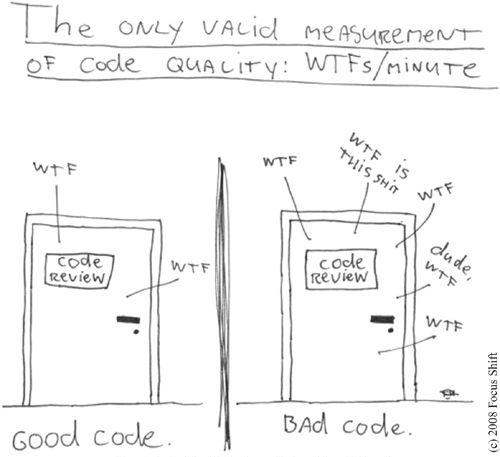 The ONLY VALID MEASUREMENT
OF Code QUALITY: WTFs/MINUTE
WTF
Code
REVIEW
WTF
GOOD code.
WTF
WTF is
THIS SHIT
WTF
code
REVIEW
dude,
WTF
WTF
BAd code.
(c) 2008 Focus Shift